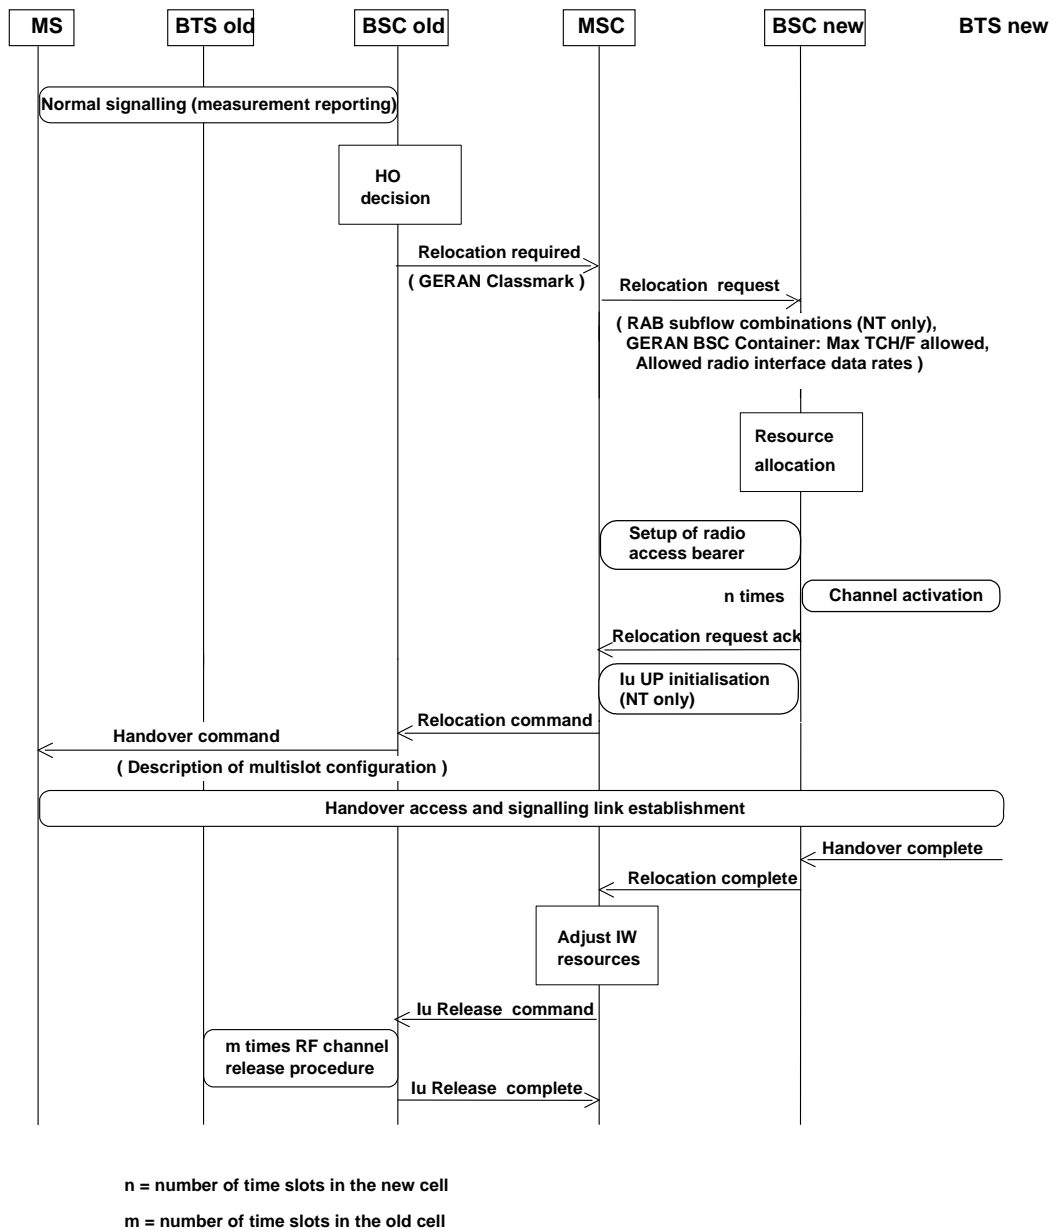 MS
BTS old
BSC old
MSC
BSC new
BTS new
Normal signalling (measurement reporting)
HO
decision
Relocation required
( GERAN Classmark )
Relocation request
( RAB subflow combinations (NT only),
GERAN BSC Container: Max TCH/F allowed,
Allowed radio interface data rates )
Resource
allocation
Setup of radio
access bearer
n times
Channel activation
Relocation request ack
Iu UP initialisation
(NT only)
Relocation command
Handover command
( Description of multislot configuration )
Handover access and signalling link establishment
Handover complete
Relocation complete
Adjust IW
resources
Iu Release command
m times RF channel
release procedure
Iu Release complete
n = number of time slots in the new cell
m = number of time slots in the old cell